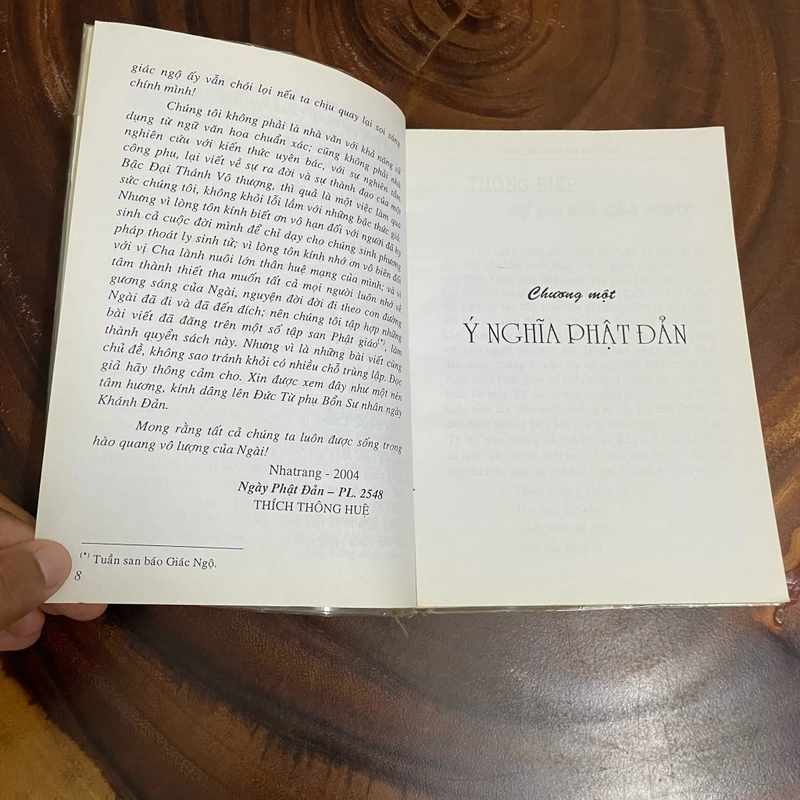 giác ngộ ấy vẫn chói lọi nếu ta chịu quay lại soi sáng
chính mình!
Chúng tôi không phải là nhà văn với khả năng sử
dụng từ ngữ văn hoa chuẩn xác; cũng không phải nhà
nghiên cứu với kiến thức uyên bác, với sự nghiên tầm
công phu, lại viết về sự ra đời và sự thành đạo của một
Bậc Đại Thánh Vô thượng, thì quả là một việc làm quá
sức chúng tôi, không khỏi lỗi lầm với những bậc thức giả.
Nhưng vì lòng tôn kính biết ơn vô hạn đối với người đã hy
sinh cả cuộc đời mình để chỉ dạy cho chúng sinh phương
pháp thoát ly sinh tử; vì lòng tôn kính nhớ ơn vô biên đối
với vị Cha lành nuôi lớn thân huệ mạng của mình; và vì
tâm thành thiết tha muốn tất cả mọi người luôn nhớ về
gương sáng của Ngài, nguyện đời đời đi theo con đường
Ngài đã đi và đã đến đích; nên chúng tôi tập hợp những
bài viết đã đăng trên một số tập san Phật giáo(*), làm
thành quyển sách này. Nhưng vì là những bài viết cùng
chủ đề, không sao tránh khỏi có nhiều chỗ trùng lập. Đọc
giả hãy thông cảm cho. Xin được xem đây như một nén
tâm hương, kính dâng lên Đức Từ phụ Bổn Sư nhân ngày
Khánh Đản.
Mong rằng tất cả chúng ta luôn được sống trong
hào quang vô lượng của Ngài!
Nhatrang - 2004
Ngày Phật Đản – PL. 2548
THÍCH THÔNG HUỆ
(*) Tuần san báo Giác Ngộ.
8
Chương một
Ý NGHĨA PHẬT ĐẢN